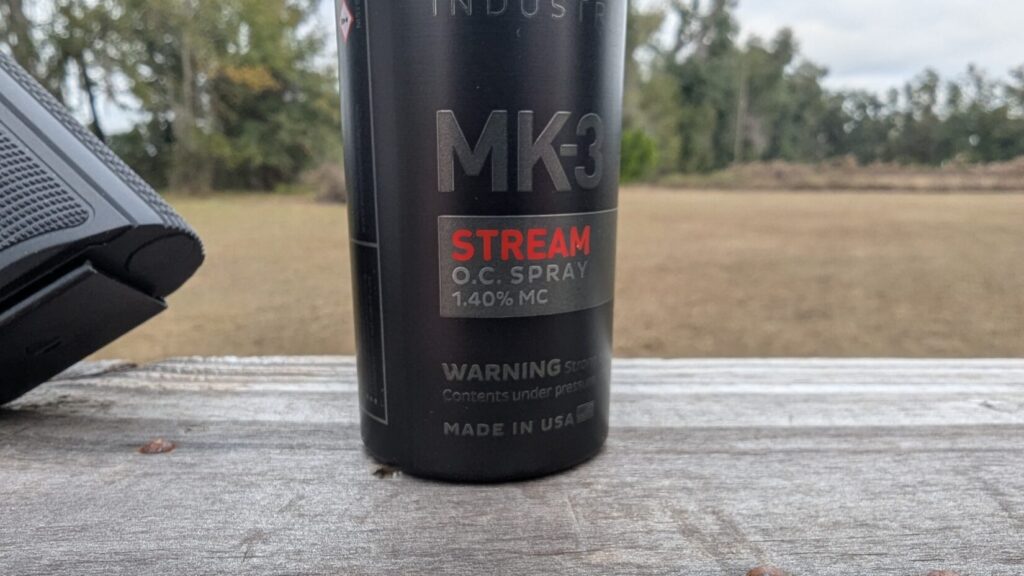 MK-3
STREAM
O.C. SPRAY
1.40% MC
WARNING
Contents under
MADE IN USA